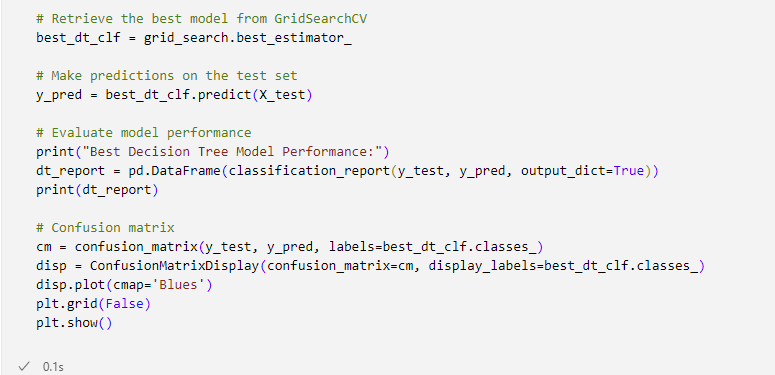 # Retrieve the best model from GridSearchCV
best_dt_clf = grid_search.best_estimator_
# Make predictions on the test set
y_pred = best_dt_clf.predict(X_test)
# Evaluate model performance
print("Best Decision Tree Model Performance:")
dt_report = pd.DataFrame(classification_report(y_test, y_pred, output_dict=True))
print(dt_report)
# Confusion matrix
cm = confusion_matrix(y_test, y_pred, labels=best_dt_clf.classes_)
disp = ConfusionMatrixDisplay(confusion_matrix=cm, display_labels=best_dt_clf.classes_)
disp.plot(cmap='Blues')
plt.grid(False)
plt.show()
✓ 0.1s